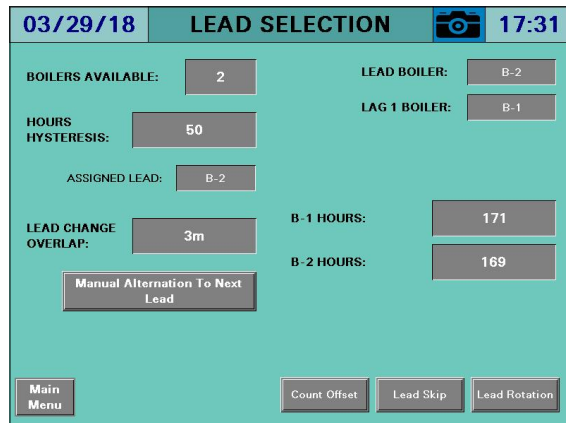 03/29/18 LEAD SELECTION 17:31
BOILERS AVAILABLE: 2
LEAD BOILER: B-2
LAG 1 BOILER: B-1
HOURS
HYSTERESIS: 50
ASSIGNED LEAD: B-2
LEAD CHANGE
OVERLAP: 3m
B-1 HOURS: 171
B-2 HOURS: 169
Manual Alternation To Next
Lead
Main
Menu
Count Offset
Lead Skip
Lead Rotation